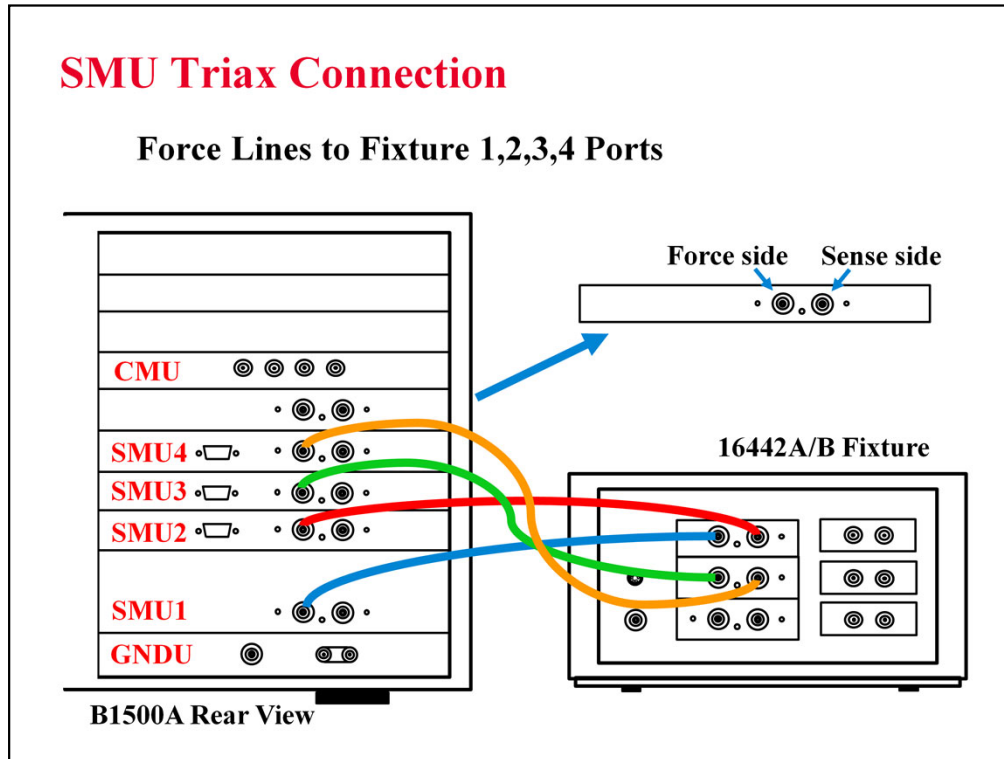 SMU Triax Connection
Force Lines to Fixture 1,2,3,4 Ports
Force side
Sense side
CMU
SMU4
SMU3
SMU2
SMU1
GNDU
16442A/B Fixture
B1500A Rear View